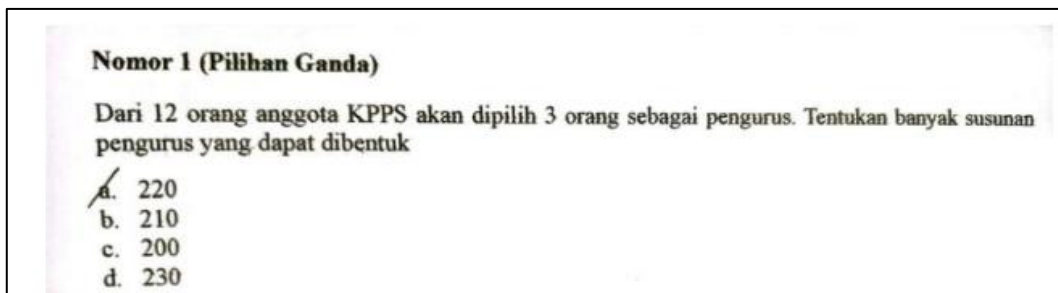 Nomor 1 (Pilihan Ganda)
Dari 12 orang anggota KPPS akan dipilih 3 orang sebagai pengurus. Tentukan banyak susunan
pengurus yang dapat dibentuk
a. 220
b. 210
c. 200
d. 230